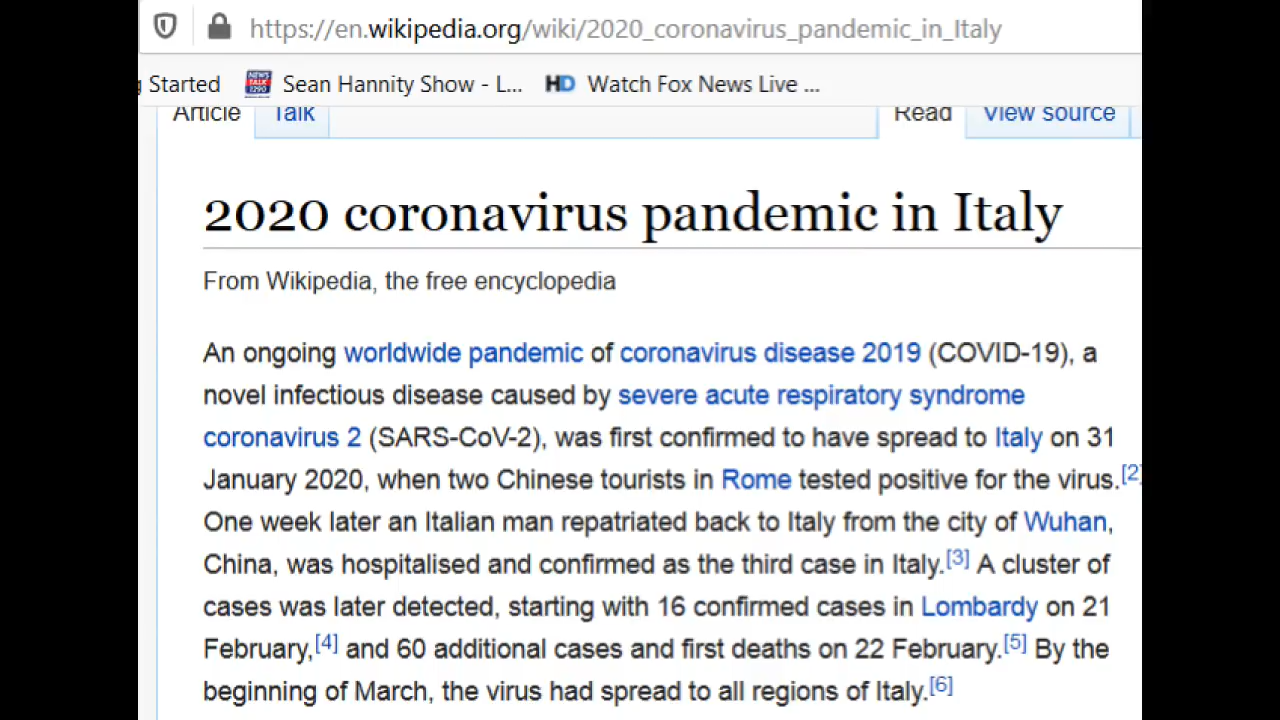 https://en.wikipedia.org/wiki/2020_coronavirus_pandemic_in_Italy
Started Sean Hannity Show - L... HD Watch Fox News Live ...
Article Talk Read View source
2020 coronavirus pandemic in Italy
From Wikipedia, the free encyclopedia
An ongoing worldwide pandemic of coronavirus disease 2019 (COVID-19), a
novel infectious disease caused by severe acute respiratory syndrome
coronavirus 2 (SARS-CoV-2), was first confirmed to have spread to Italy on 31
January 2020, when two Chinese tourists in Rome tested positive for the virus.[2]
One week later an Italian man repatriated back to Italy from the city of Wuhan,
China, was hospitalised and confirmed as the third case in Italy.[3] A cluster of
cases was later detected, starting with 16 confirmed cases in Lombardy on 21
February,[4] and 60 additional cases and first deaths on 22 February.[5] By the
beginning of March, the virus had spread to all regions of Italy.[6]